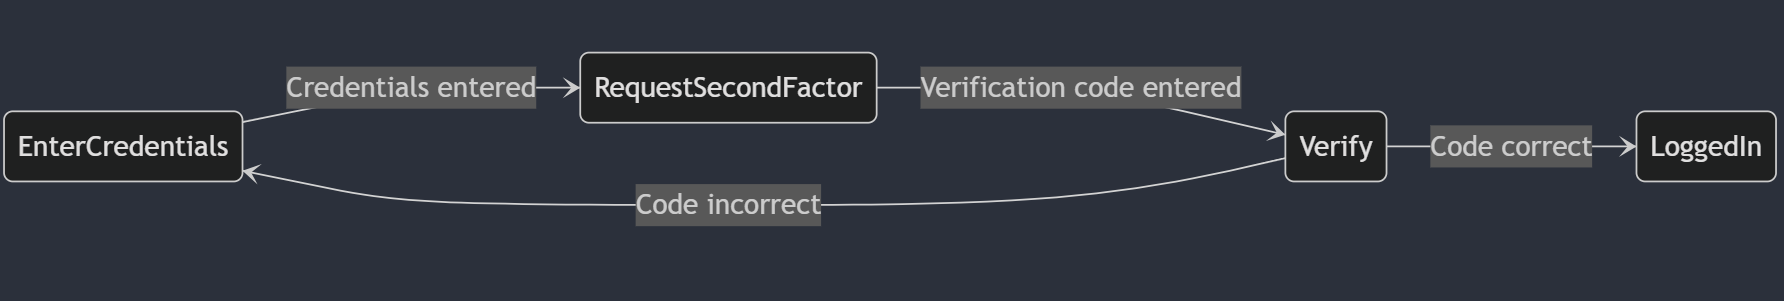 EnterCredentials
Credentials entered
RequestSecondFactor
Verification code entered
Verify
Code correct
LoggedIn
Code incorrect